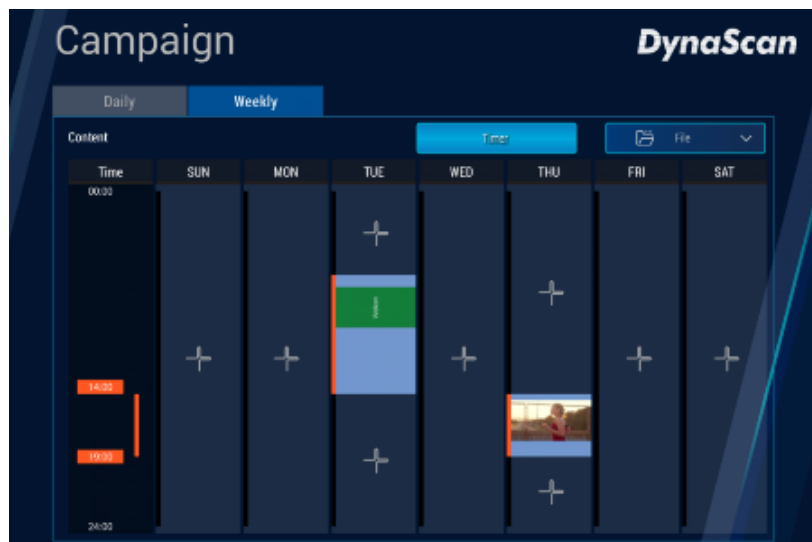 Campaign
DynaScan
Daily
Weekly
Content
Timer
File
Time SUN MON TUE WED THU FRI SAT
00:00
14:00
19:00
24:00